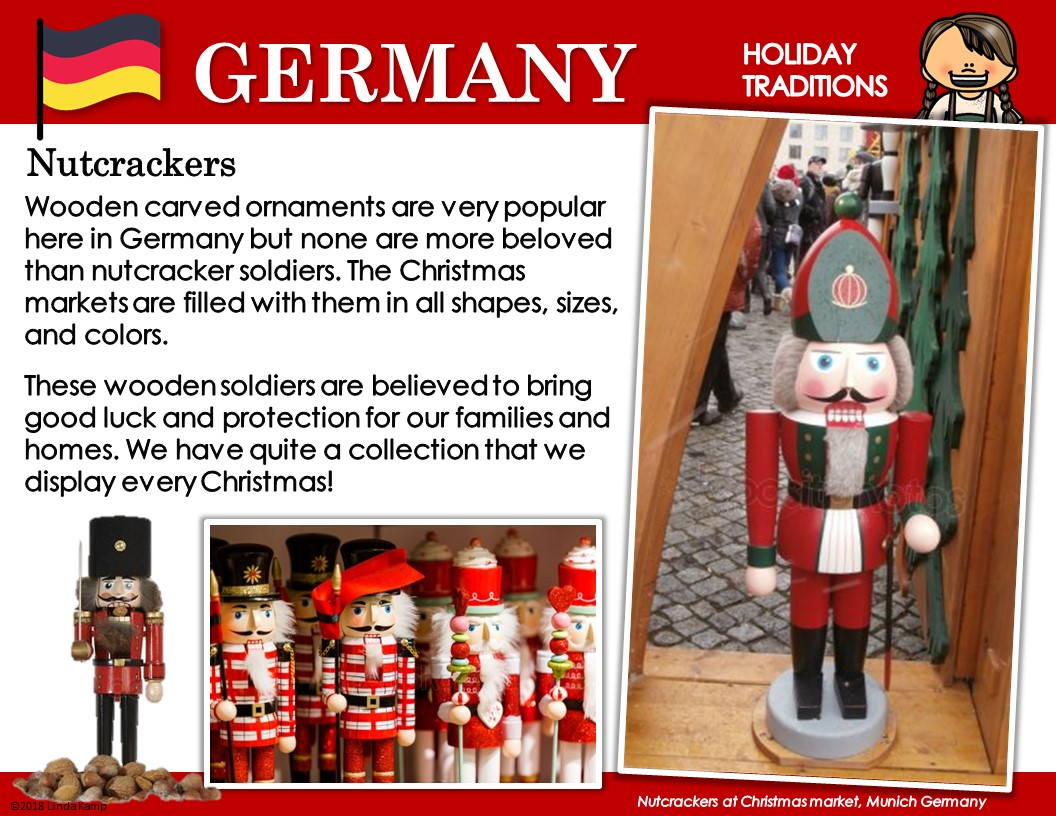 GERMANY
HOLIDAY
TRADITIONS
Nutcrackers
Wooden carved ornaments are very popular
here in Germany but none are more beloved
than nutcracker soldiers. The Christmas
markets are filled with them in all shapes, sizes,
and colors.
These wooden soldiers are believed to bring
good luck and protection for our families and
homes. We have quite a collection that we
display every Christmas!
©2018 Linda Kamp
Nutcrackers at Christmas market, Munich Germany